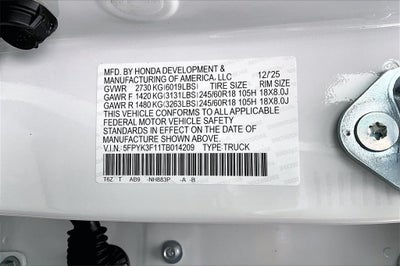 MFD. BY HONDA DEVELOPMENT &
MANUFACTURING OF AMERICA, LLC 12/25
GVWR 2730 KG(6019LBS) TIRE SIZE RIM SIZE
GAWR F 1420 KG(3131LBS) 245/60R18 105H 18X8.0J
GAWR R 1480 KG(3263LBS) 245/60R18 105H 18X8.0J
THIS VEHICLE CONFORMS TO ALL APPLICABLE
FEDERAL MOTOR VEHICLE SAFETY
STANDARDS IN EFFECT ON THE DATE OF
MANUFACTURE SHOWN ABOVE.
V.I.N.: 5FPYK3F11TB014209 TYPE TRUCK
T6Z T AB9 -NH883P -A -B